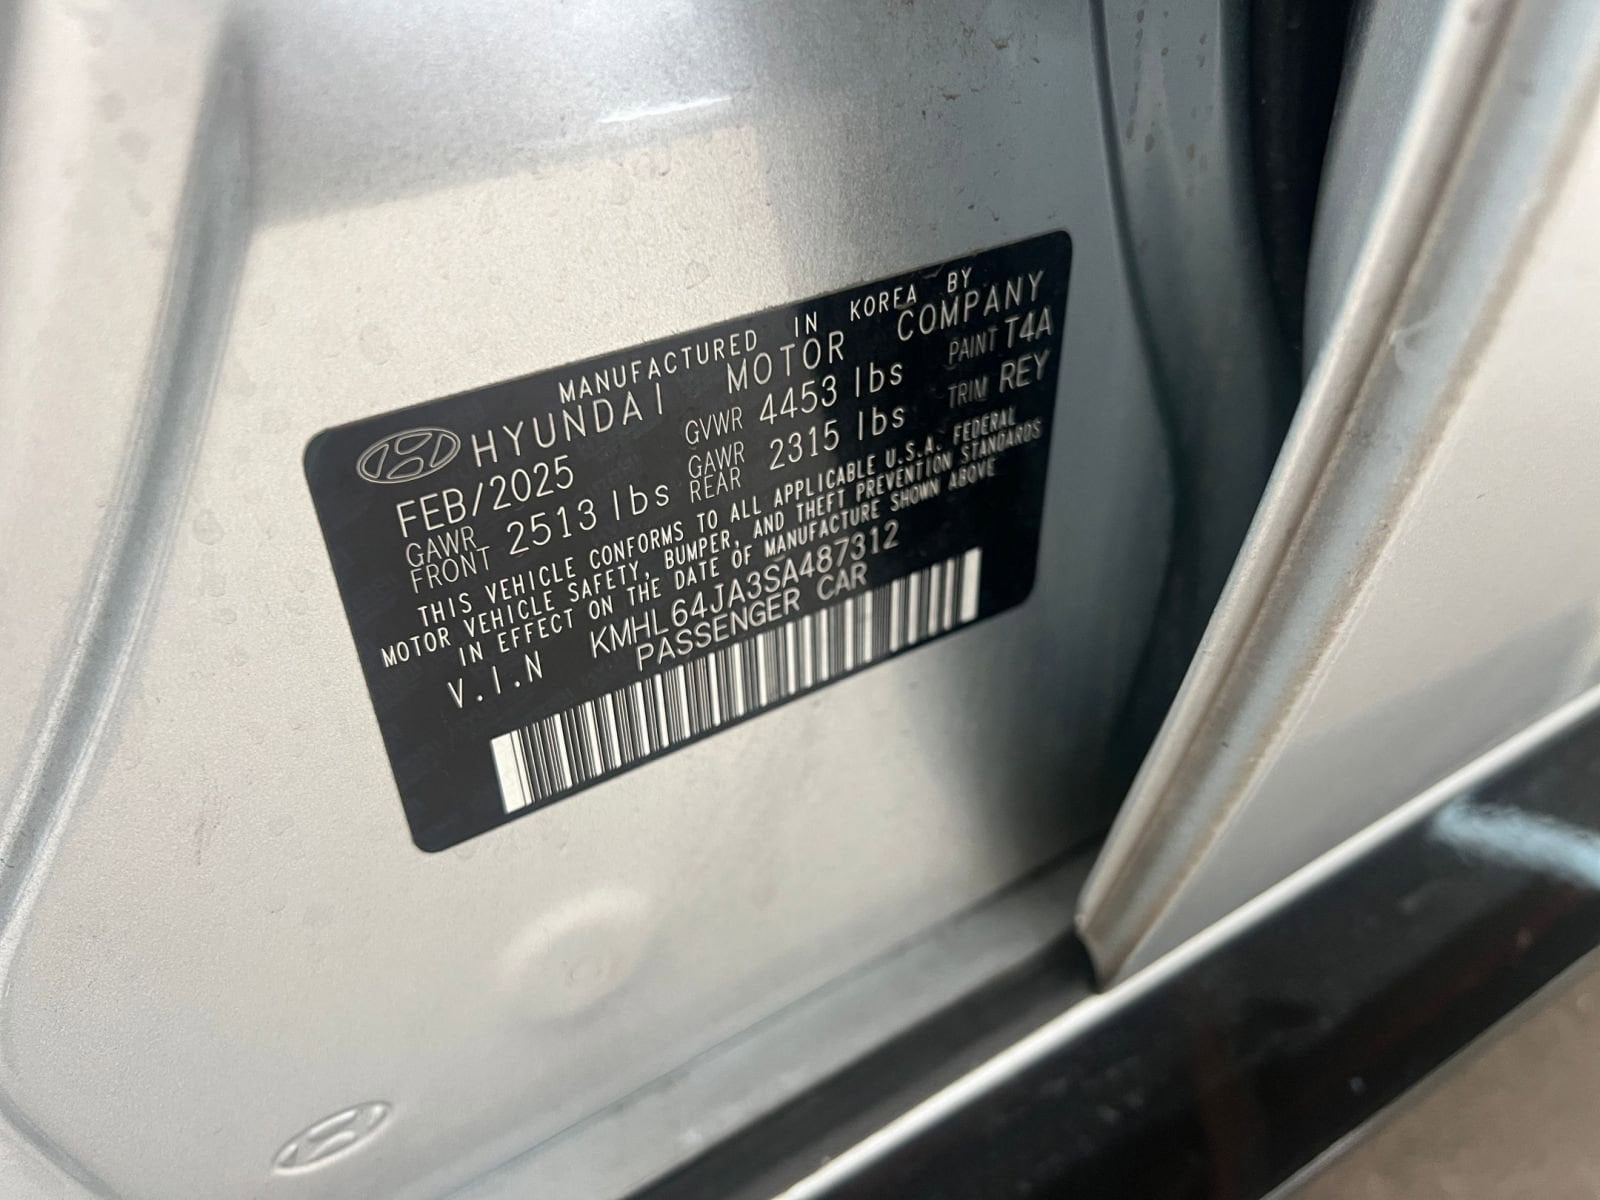 MANUFACTURED IN KOREA BY
HYUNDAI MOTOR COMPANY
FEB/2025 GVWR 4453 lbs PAINT T4A
GAWR FRONT 2513 lbs GAWR REAR 2315 lbs TRIM REY
THIS VEHICLE CONFORMS TO ALL APPLICABLE U.S.A. FEDERAL
MOTOR VEHICLE SAFETY, BUMPER, AND THEFT PREVENTION STANDARDS
IN EFFECT ON THE DATE OF MANUFACTURE SHOWN ABOVE
V.I.N KMHL64JA3SA487312
PASSENGER CAR